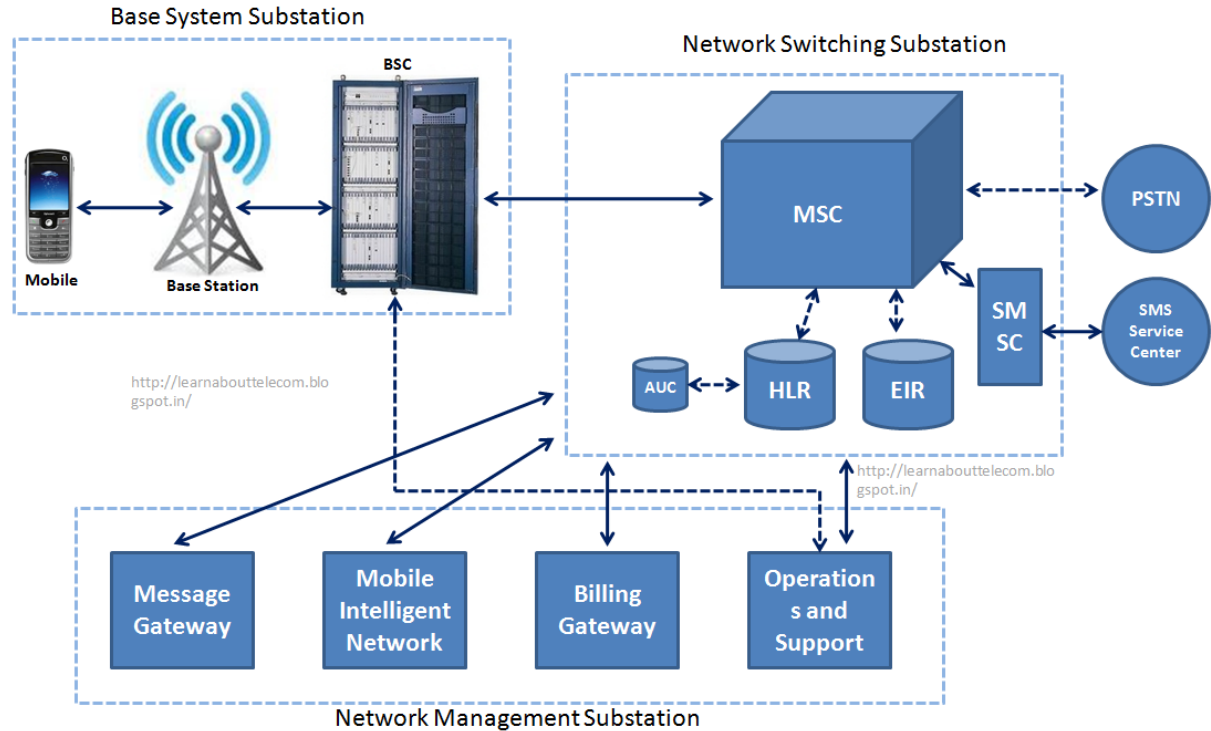 Base System Substation
Network Switching Substation
BSC
MSC
PSTN
Mobile
Base Station
SM
SC
SMS
Service
Center
AUC
HLR
EIR
http://learnabouttelecom.blo
gspot.in/
http://learnabouttelecom.blo
gspot.in/
Message
Gateway
Mobile
Intelligent
Network
Billing
Gateway
Operation
s and
Support
Network Management Substation